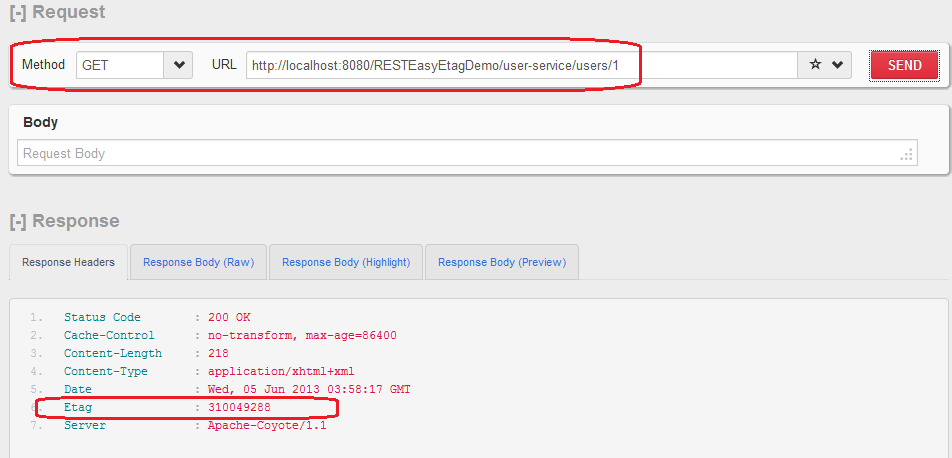 [-] Request
Method GET URL http://localhost:8080/RESTEasyEtagDemo/user-service/users/1 SEND
Body
Request Body
[-] Response
Response Headers Response Body (Raw) Response Body (Highlight) Response Body (Preview)
1. Status Code : 200 OK
2. Cache-Control : no-transform, max-age=86400
3. Content-Length : 218
4. Content-Type : application/xhtml+xml
5. Date : Wed, 05 Jun 2013 03:58:17 GMT
6. Etag : 310049288
7. Server : Apache-Coyote/1.1